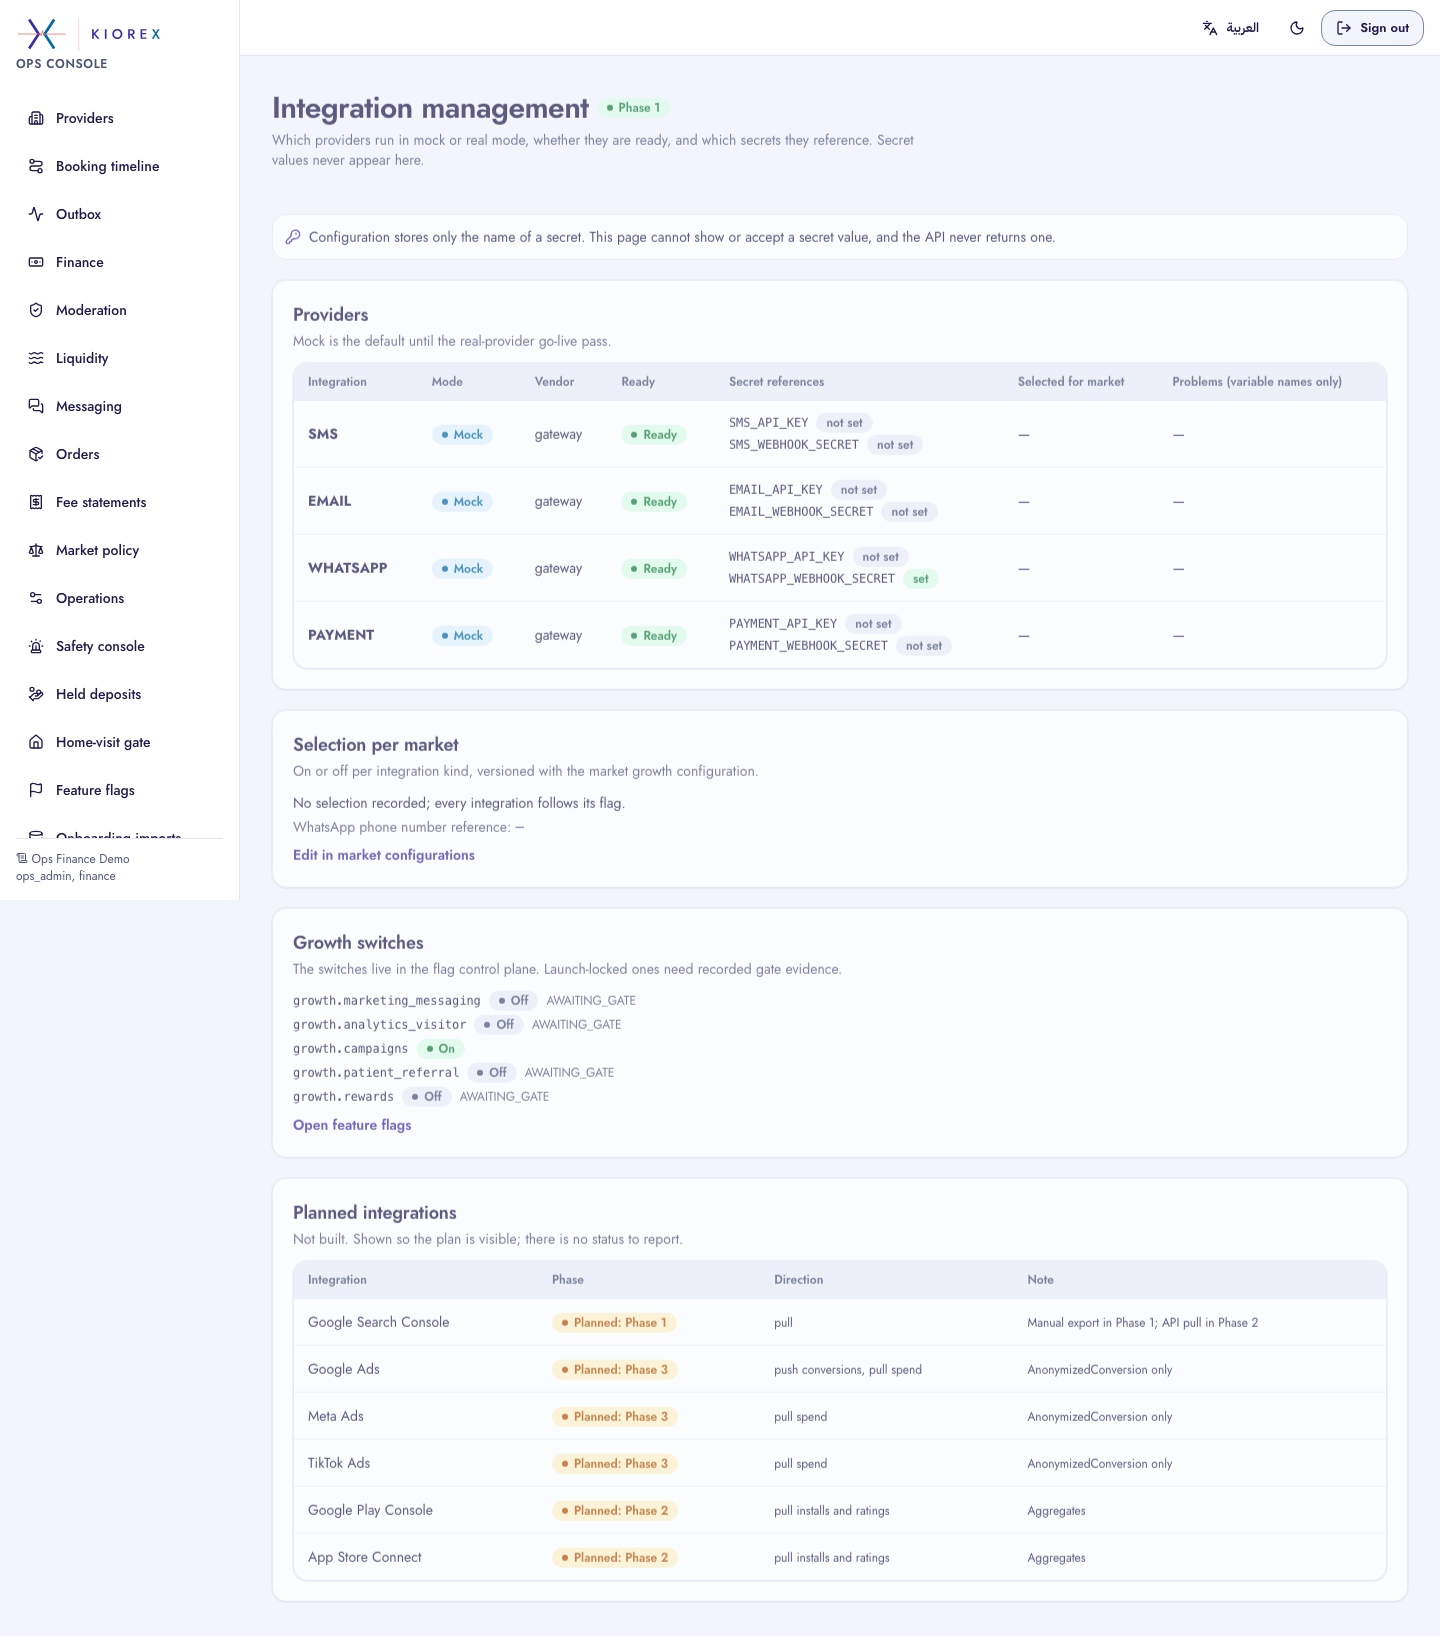 KIOREX
OPS CONSOLE
Providers
Booking timeline
Outbox
Finance
Moderation
Liquidity
Messaging
Orders
Fee statements
Market policy
Operations
Safety console
Held deposits
Home-visit gate
Feature flags
Onboarding imports
Ops Finance Demo
ops_admin, finance
العربية
Sign out
Integration management Phase 1
Which providers run in mock or real mode, whether they are ready, and which secrets they reference. Secret
values never appear here.
Configuration stores only the name of a secret. This page cannot show or accept a secret value, and the API never returns one.
Providers
Mock is the default until the real-provider go-live pass.
Integration Mode Vendor Ready Secret references Selected for market Problems (variable names only)
SMS Mock gateway Ready SMS_API_KEY not set — —
SMS_WEBHOOK_SECRET not set
EMAIL Mock gateway Ready EMAIL_API_KEY not set — —
EMAIL_WEBHOOK_SECRET not set
WHATSAPP Mock gateway Ready WHATSAPP_API_KEY not set — —
WHATSAPP_WEBHOOK_SECRET set
PAYMENT Mock gateway Ready PAYMENT_API_KEY not set — —
PAYMENT_WEBHOOK_SECRET not set
Selection per market
On or off per integration kind, versioned with the market growth configuration.
No selection recorded; every integration follows its flag.
WhatsApp phone number reference: —
Edit in market configurations
Growth switches
The switches live in the flag control plane. Launch-locked ones need recorded gate evidence.
growth.marketing_messaging Off AWAITING_GATE
growth.analytics_visitor Off AWAITING_GATE
growth.campaigns On
growth.patient_referral Off AWAITING_GATE
growth.rewards Off AWAITING_GATE
Open feature flags
Planned integrations
Not built. Shown so the plan is visible; there is no status to report.
Integration Phase Direction Note
Google Search Console Planned: Phase 1 pull Manual export in Phase 1; API pull in Phase 2
Google Ads Planned: Phase 3 push conversions, pull spend AnonymizedConversion only
Meta Ads Planned: Phase 3 pull spend AnonymizedConversion only
TikTok Ads Planned: Phase 3 pull spend AnonymizedConversion only
Google Play Console Planned: Phase 2 pull installs and ratings Aggregates
App Store Connect Planned: Phase 2 pull installs and ratings Aggregates